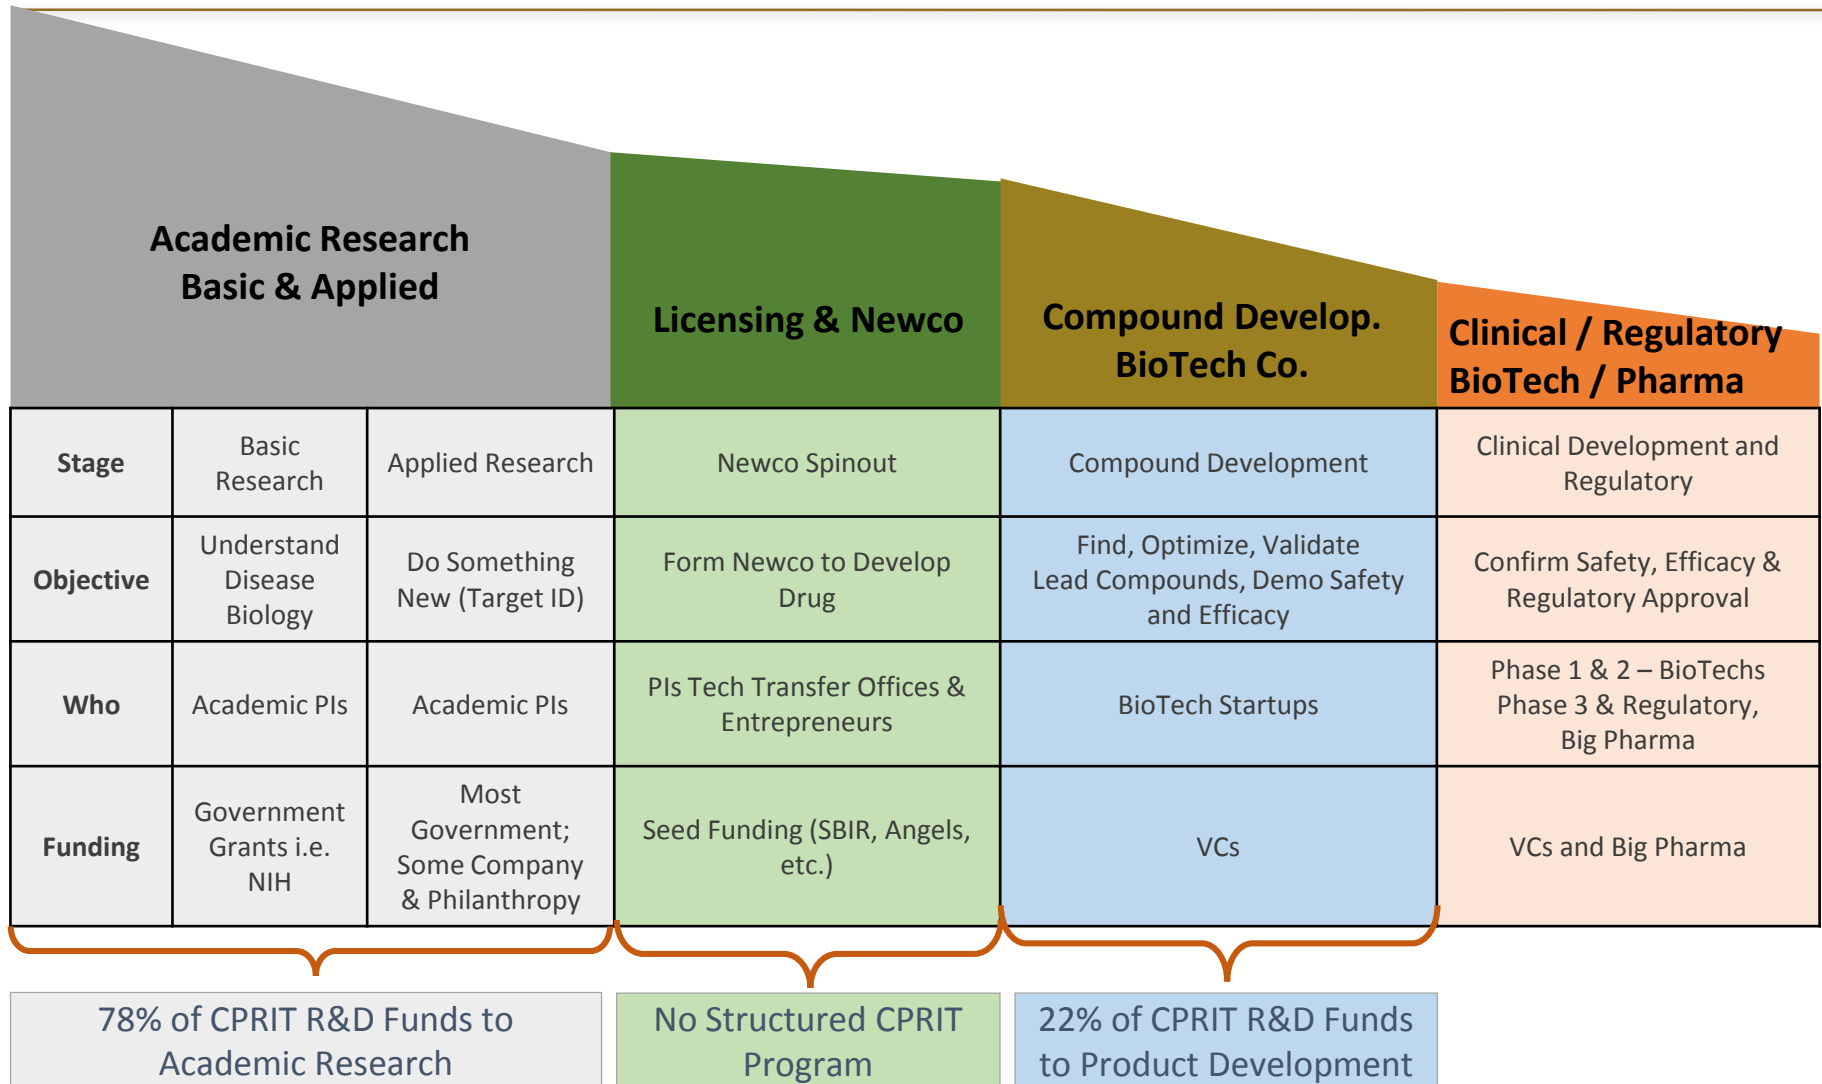 Academic Research
Basic & Applied
Licensing & Newco
Compound Develop.
BioTech Co.
Clinical / Regulatory
BioTech / Pharma
Stage
Basic
Research
Applied Research
Newco Spinout
Compound Development
Clinical Development and
Regulatory
Objective
Understand
Disease
Biology
Do Something
New (Target ID)
Form Newco to Develop
Drug
Find, Optimize, Validate
Lead Compounds, Demo Safety
and Efficacy
Confirm Safety, Efficacy &
Regulatory Approval
Who
Academic PIs
Academic PIs
PIs Tech Transfer Offices &
Entrepreneurs
BioTech Startups
Phase 1 & 2 – BioTechs
Phase 3 & Regulatory,
Big Pharma
Funding
Government
Grants i.e.
NIH
Most
Government;
Some Company
& Philanthropy
Seed Funding (SBIR, Angels,
etc.)
VCs
VCs and Big Pharma
78% of CPRIT R&D Funds to
Academic Research
No Structured CPRIT
Program
22% of CPRIT R&D Funds
to Product Development